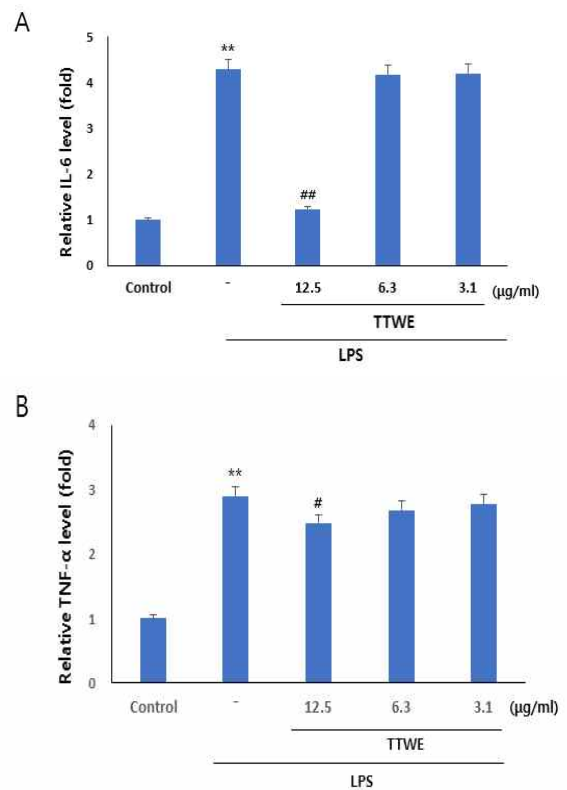 A
Relative IL-6 level (fold)
5
4
3
2
1
0
**
##
Control - 12.5 6.3 3.1 (μg/ml)
TTWE
LPS
B
Relative TNF-α level (fold)
4
3
2
1
0
**
#
Control - 12.5 6.3 3.1 (μg/ml)
TTWE
LPS